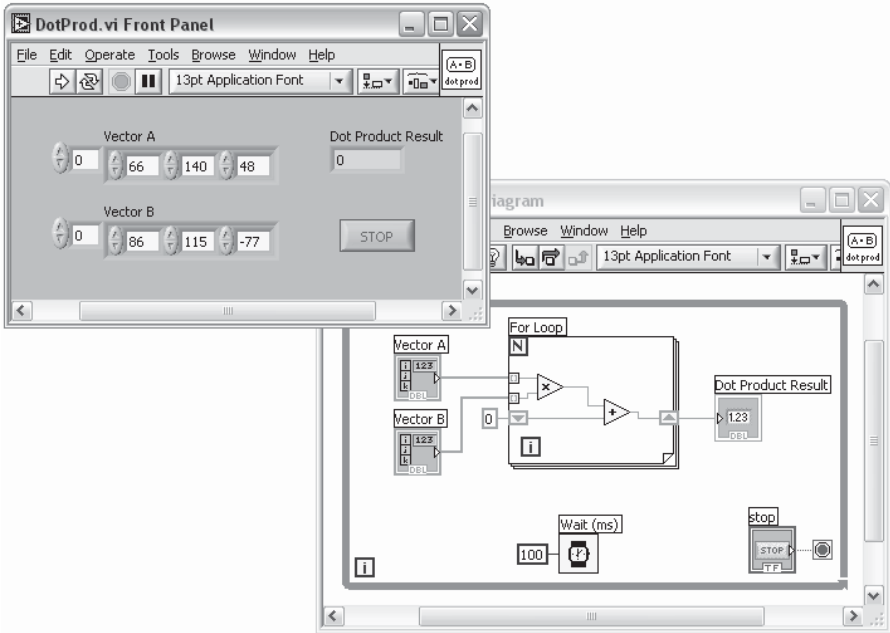 DotProd.vi Front Panel
File Edit Operate Tools Browse Window Help
13pt Application Font
(A•B)
dot prod
Vector A
0 66 140 48
Dot Product Result
0
Vector B
0 86 115 -77
STOP
iagram
Browse Window Help
13pt Application Font
(A•B)
dot prod
For Loop
N
Vector A
i 123
j
k
DBL
Vector B
i 123
j
k
DBL
0
x
+
i
Dot Product Result
1.23
DBL
Wait (ms)
100
stop
STOP
TF
i